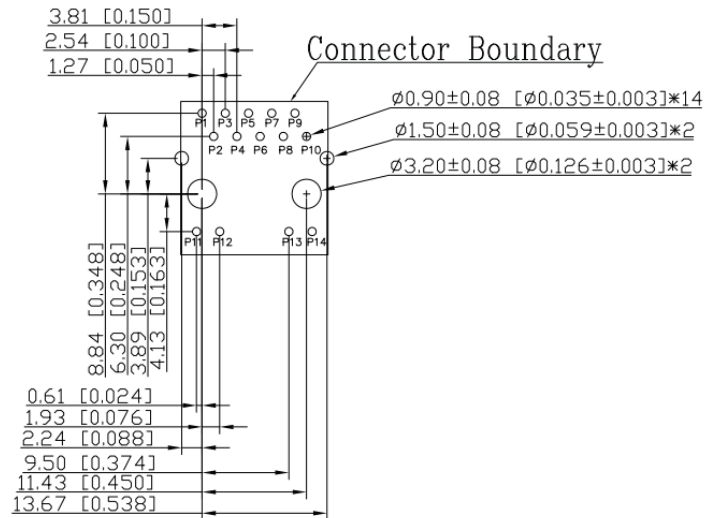 3.81 [0.150]
2.54 [0.100]
1.27 [0.050]
Connector Boundary
ø0.90±0.08 [ø0.035±0.003]*14
P1 P3 P5 P7 P9
ø1.50±0.08 [ø0.059±0.003]*2
P2 P4 P6 P8 P10
ø3.20±0.08 [ø0.126±0.003]*2
P11 P12 P13 P14
8.84 [0.348]
6.30 [0.248]
3.89 [0.153]
4.13 [0.163]
0.61 [0.024]
1.93 [0.076]
2.24 [0.088]
9.50 [0.374]
11.43 [0.450]
13.67 [0.538]